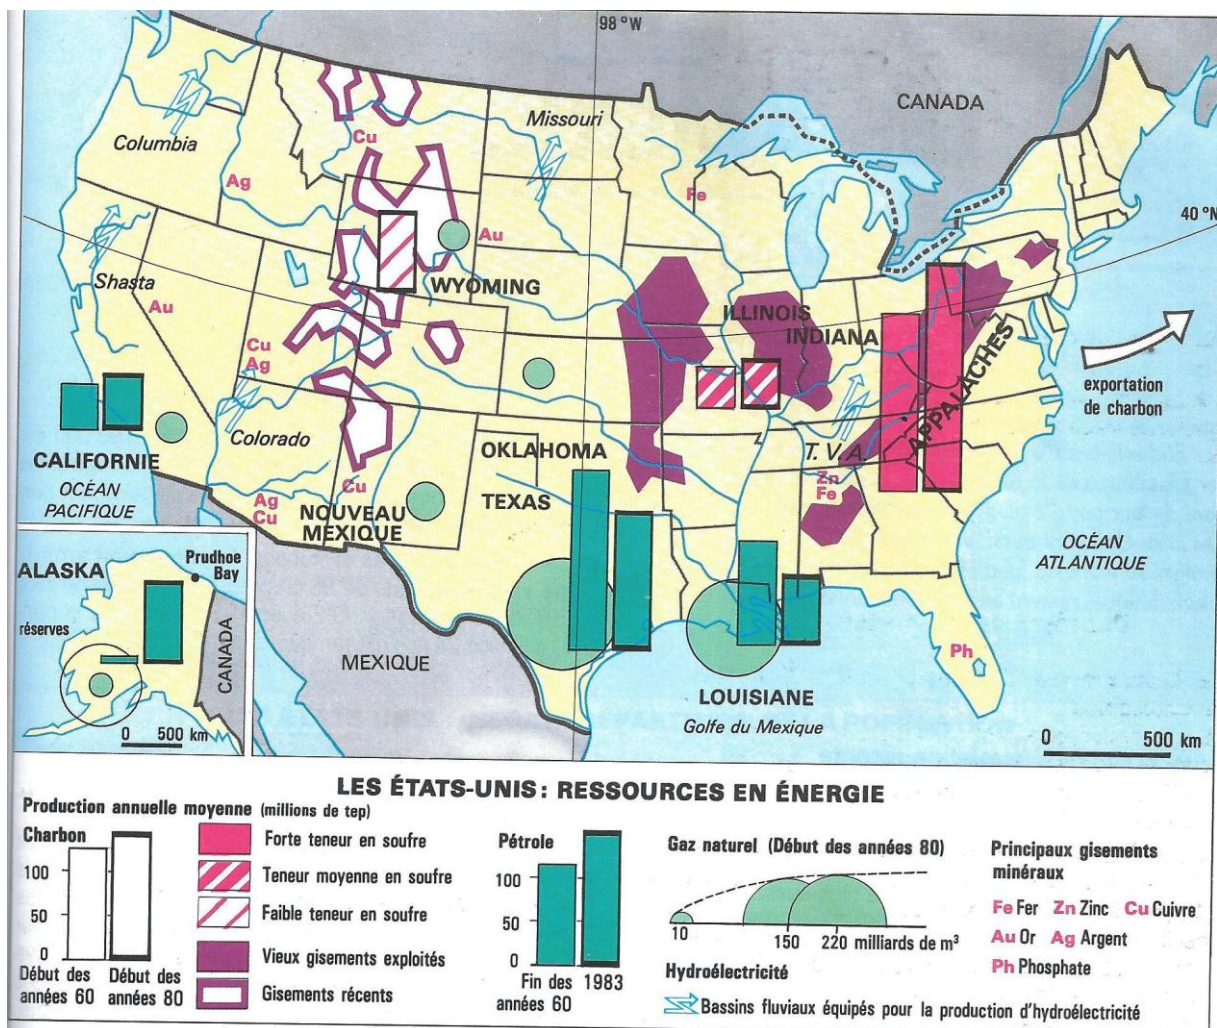 98 °W
CANADA
Missouri
Columbia
Cu
Ag
Fe
40 °N
Au
Shasta
WYOMING
Au
ILLINOIS
INDIANA
Cu
Ag
APPALACHES
exportation
de charbon
Colorado
T.V.A.
CALIFORNIE
OKLAHOMA
OCÉAN
PACIFIQUE
Zn
Fe
Ag
Cu
Cu
TEXAS
NOUVEAU
MEXIQUE
OCÉAN
ATLANTIQUE
ALASKA
Prudhoe
Bay
réserves
CANADA
MEXIQUE
Ph
LOUISIANE
Golfe du Mexique
0 500 km
0 500 km
LES ÉTATS-UNIS : RESSOURCES EN ÉNERGIE
Production annuelle moyenne (millions de tep)
Charbon
100
50
0
Début des
années 60
Début des
années 80
Forte teneur en soufre
Teneur moyenne en soufre
Faible teneur en soufre
Vieux gisements exploités
Gisements récents
Pétrole
100
50
0
Fin des
années 60
1983
Gaz naturel (Début des années 80)
10 150 220 milliards de m³
Hydroélectricité
Bassins fluviaux équipés pour la production d'hydroélectricité
Principaux gisements
minéraux
Fe Fer Zn Zinc Cu Cuivre
Au Or Ag Argent
Ph Phosphate